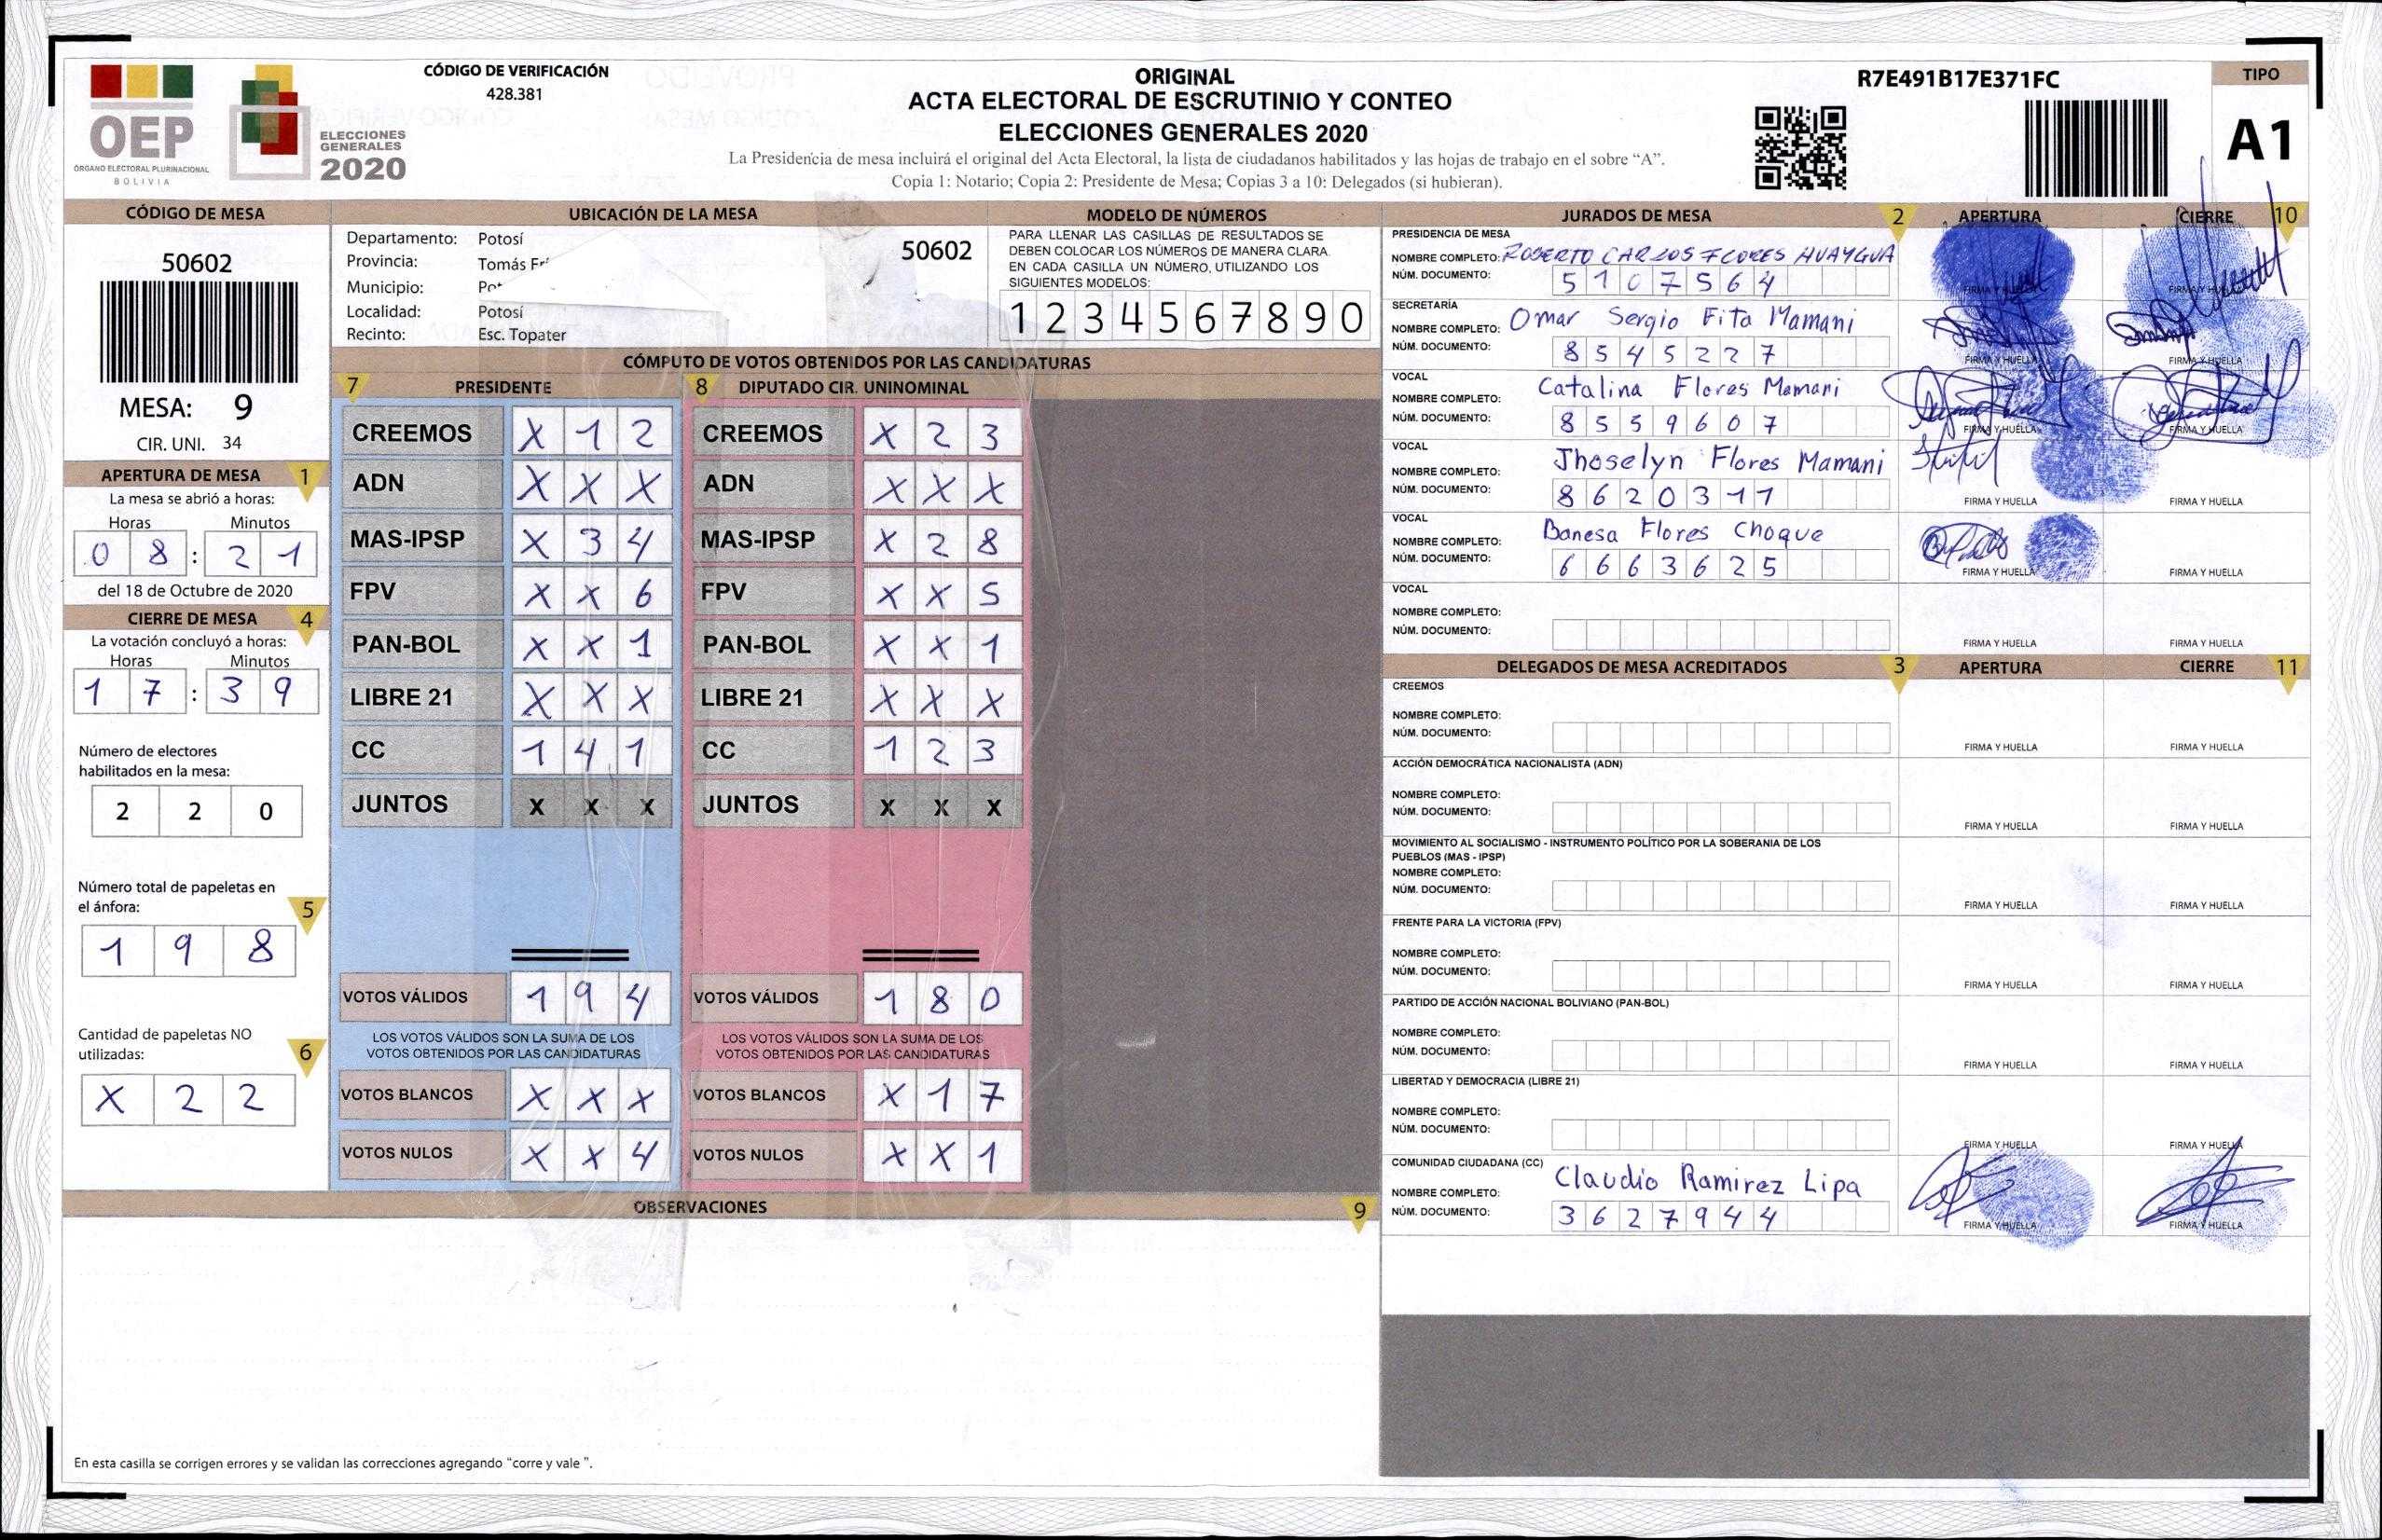 OEP
ÓRGANO ELECTORAL PLURINACIONAL
BOLIVIA
ELECCIONES
GENERALES
2020
CÓDIGO DE VERIFICACIÓN
428.381
ORIGINAL
ACTA ELECTORAL DE ESCRUTINIO Y CONTEO
ELECCIONES GENERALES 2020
La Presidencia de mesa incluirá el original del Acta Electoral, la lista de ciudadanos habilitados y las hojas de trabajo en el sobre “A”.
Copia 1: Notario; Copia 2: Presidente de Mesa; Copias 3 a 10: Delegados (si hubieran).
R7E491B17E371FC
TIPO
A1
CÓDIGO DE MESA
50602
MESA: 9
CIR. UNI. 34
APERTURA DE MESA 1
La mesa se abrió a horas:
Horas Minutos
0 8 : 2 1
del 18 de Octubre de 2020
CIERRE DE MESA 4
La votación concluyó a horas:
Horas Minutos
1 7 : 3 9
Número de electores
habilitados en la mesa:
2 2 0
Número total de papeletas en
el ánfora: 5
1 9 8
Cantidad de papeletas NO
utilizadas: 6
X 2 2
UBICACIÓN DE LA MESA
Departamento: Potosí
Provincia: Tomás
Municipio:
Localidad: Potosí
Recinto: Esc. Topater
50602
MODELO DE NÚMEROS
PARA LLENAR LAS CASILLAS DE RESULTADOS SE
DEBEN COLOCAR LOS NÚMEROS DE MANERA CLARA.
EN CADA CASILLA UN NÚMERO, UTILIZANDO LOS
SIGUIENTES MODELOS:
1 2 3 4 5 6 7 8 9 0
CÓMPUTO DE VOTOS OBTENIDOS POR LAS CANDIDATURAS
7 PRESIDENTE
CREEMOS X 1 2
ADN X X X
MAS-IPSP X 3 4
FPV X X 6
PAN-BOL X X 1
LIBRE 21 X X X
CC 1 4 1
JUNTOS X X X
VOTOS VÁLIDOS 1 9 4
LOS VOTOS VÁLIDOS SON LA SUMA DE LOS
VOTOS OBTENIDOS POR LAS CANDIDATURAS
VOTOS BLANCOS X X X
VOTOS NULOS X X 4
8 DIPUTADO CIR. UNINOMINAL
CREEMOS X 2 3
ADN X X X
MAS-IPSP X 2 8
FPV X X 5
PAN-BOL X X 1
LIBRE 21 X X X
CC 1 2 3
JUNTOS X X X
VOTOS VÁLIDOS 1 8 0
LOS VOTOS VÁLIDOS SON LA SUMA DE LOS
VOTOS OBTENIDOS POR LAS CANDIDATURAS
VOTOS BLANCOS X 1 7
VOTOS NULOS X X 1
OBSERVACIONES 9
En esta casilla se corrigen errores y se validan las correcciones agregando “corre y vale ”.
JURADOS DE MESA 2 APERTURA CIERRE 10
PRESIDENCIA DE MESA
NOMBRE COMPLETO: ROBERTO CARLOS FLORES HUAYGUA
NÚM. DOCUMENTO: 5 1 0 7 5 6 4
FIRMA Y HUELLA FIRMA Y HUELLA
SECRETARÍA
NOMBRE COMPLETO: Omar Sergio Fita Mamani
NÚM. DOCUMENTO: 8 5 4 5 2 2 7
FIRMA Y HUELLA FIRMA Y HUELLA
VOCAL
NOMBRE COMPLETO: Catalina Flores Mamani
NÚM. DOCUMENTO: 8 5 5 9 6 0 7
FIRMA Y HUELLA FIRMA Y HUELLA
VOCAL
NOMBRE COMPLETO: Jhoselyn Flores Mamani
NÚM. DOCUMENTO: 8 6 2 0 3 1 1
FIRMA Y HUELLA FIRMA Y HUELLA
VOCAL
NOMBRE COMPLETO: Banesa Flores Choque
NÚM. DOCUMENTO: 6 6 6 3 6 2 5
FIRMA Y HUELLA FIRMA Y HUELLA
VOCAL
NOMBRE COMPLETO:
NÚM. DOCUMENTO:
FIRMA Y HUELLA FIRMA Y HUELLA
DELEGADOS DE MESA ACREDITADOS 3 APERTURA CIERRE 11
CREEMOS
NOMBRE COMPLETO:
NÚM. DOCUMENTO:
FIRMA Y HUELLA FIRMA Y HUELLA
ACCIÓN DEMOCRÁTICA NACIONALISTA (ADN)
NOMBRE COMPLETO:
NÚM. DOCUMENTO:
FIRMA Y HUELLA FIRMA Y HUELLA
MOVIMIENTO AL SOCIALISMO - INSTRUMENTO POLÍTICO POR LA SOBERANIA DE LOS
PUEBLOS (MAS - IPSP)
NOMBRE COMPLETO:
NÚM. DOCUMENTO:
FIRMA Y HUELLA FIRMA Y HUELLA
FRENTE PARA LA VICTORIA (FPV)
NOMBRE COMPLETO:
NÚM. DOCUMENTO:
FIRMA Y HUELLA FIRMA Y HUELLA
PARTIDO DE ACCIÓN NACIONAL BOLIVIANO (PAN-BOL)
NOMBRE COMPLETO:
NÚM. DOCUMENTO:
FIRMA Y HUELLA FIRMA Y HUELLA
LIBERTAD Y DEMOCRACIA (LIBRE 21)
NOMBRE COMPLETO:
NÚM. DOCUMENTO:
FIRMA Y HUELLA FIRMA Y HUELLA
COMUNIDAD CIUDADANA (CC)
NOMBRE COMPLETO: Claudio Ramirez Lipa
NÚM. DOCUMENTO: 3 6 2 7 9 4 4
FIRMA Y HUELLA FIRMA Y HUELLA